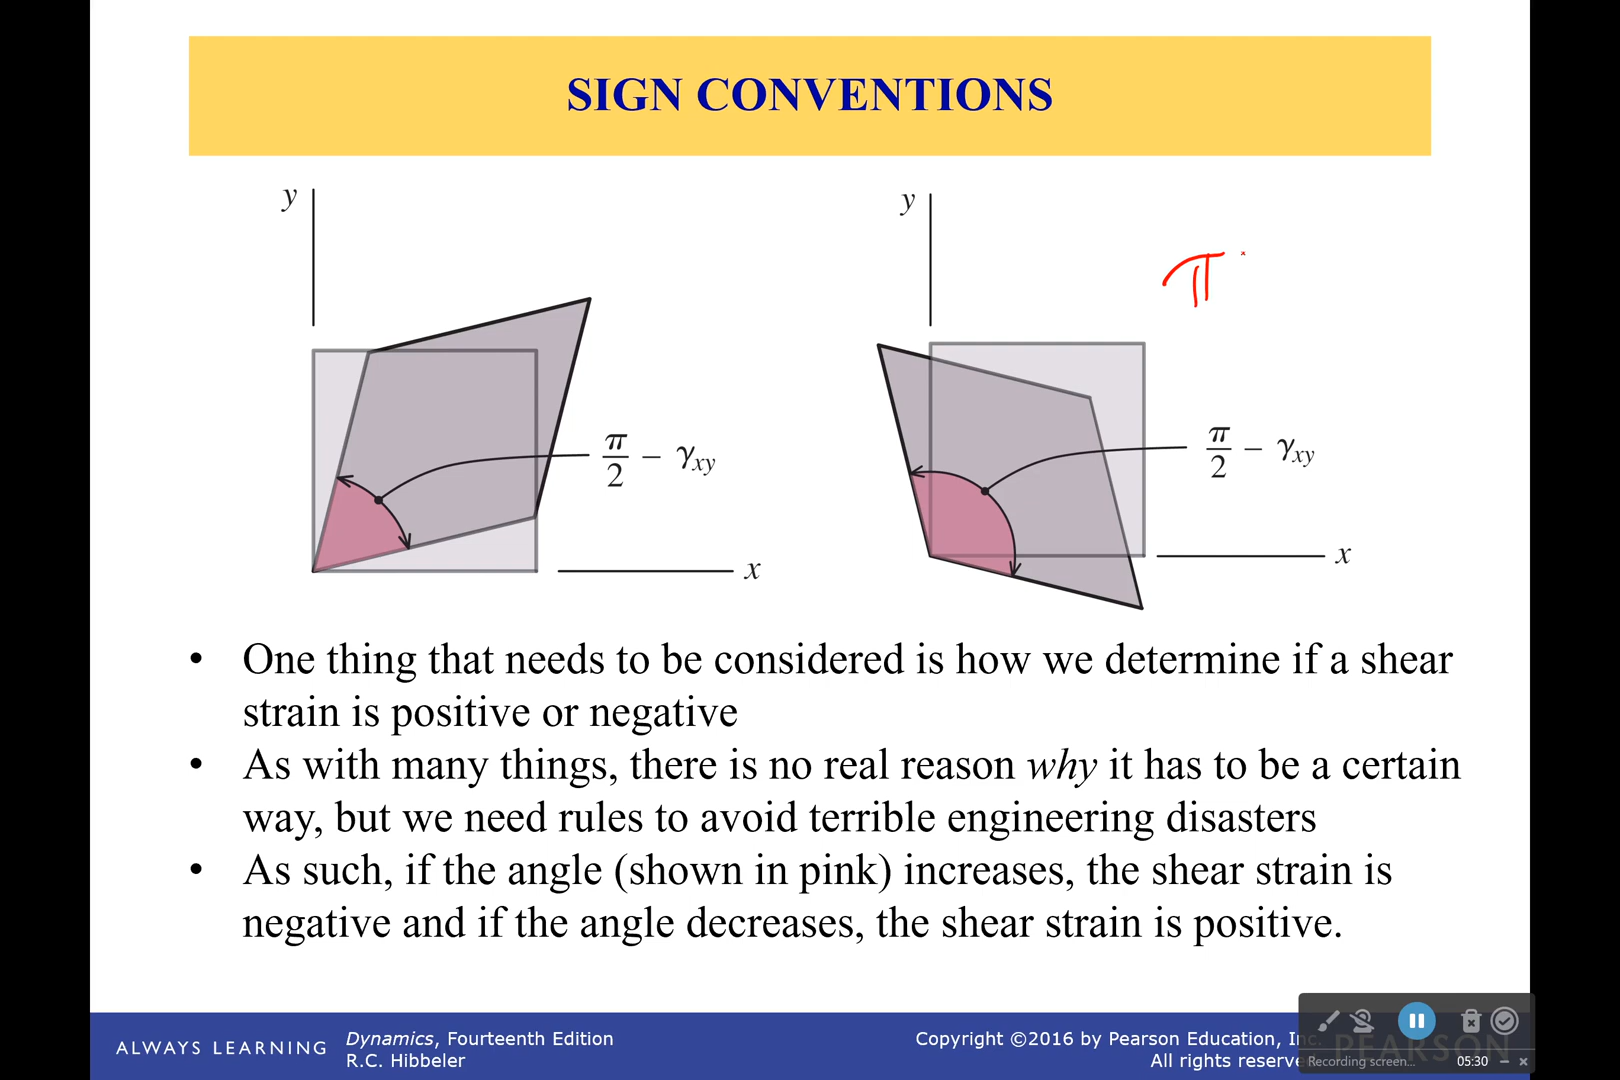 SIGN CONVENTIONS
y
π/2 − γxy
x
y
π
π/2 − γxy
x
• One thing that needs to be considered is how we determine if a shear
strain is positive or negative
• As with many things, there is no real reason why it has to be a certain
way, but we need rules to avoid terrible engineering disasters
• As such, if the angle (shown in pink) increases, the shear strain is
negative and if the angle decreases, the shear strain is positive.
ALWAYS LEARNING
Dynamics, Fourteenth Edition
R.C. Hibbeler
Copyright ©2016 by Pearson Education, Inc.
All rights reserve
PEARSON
Recording screen...
05:30